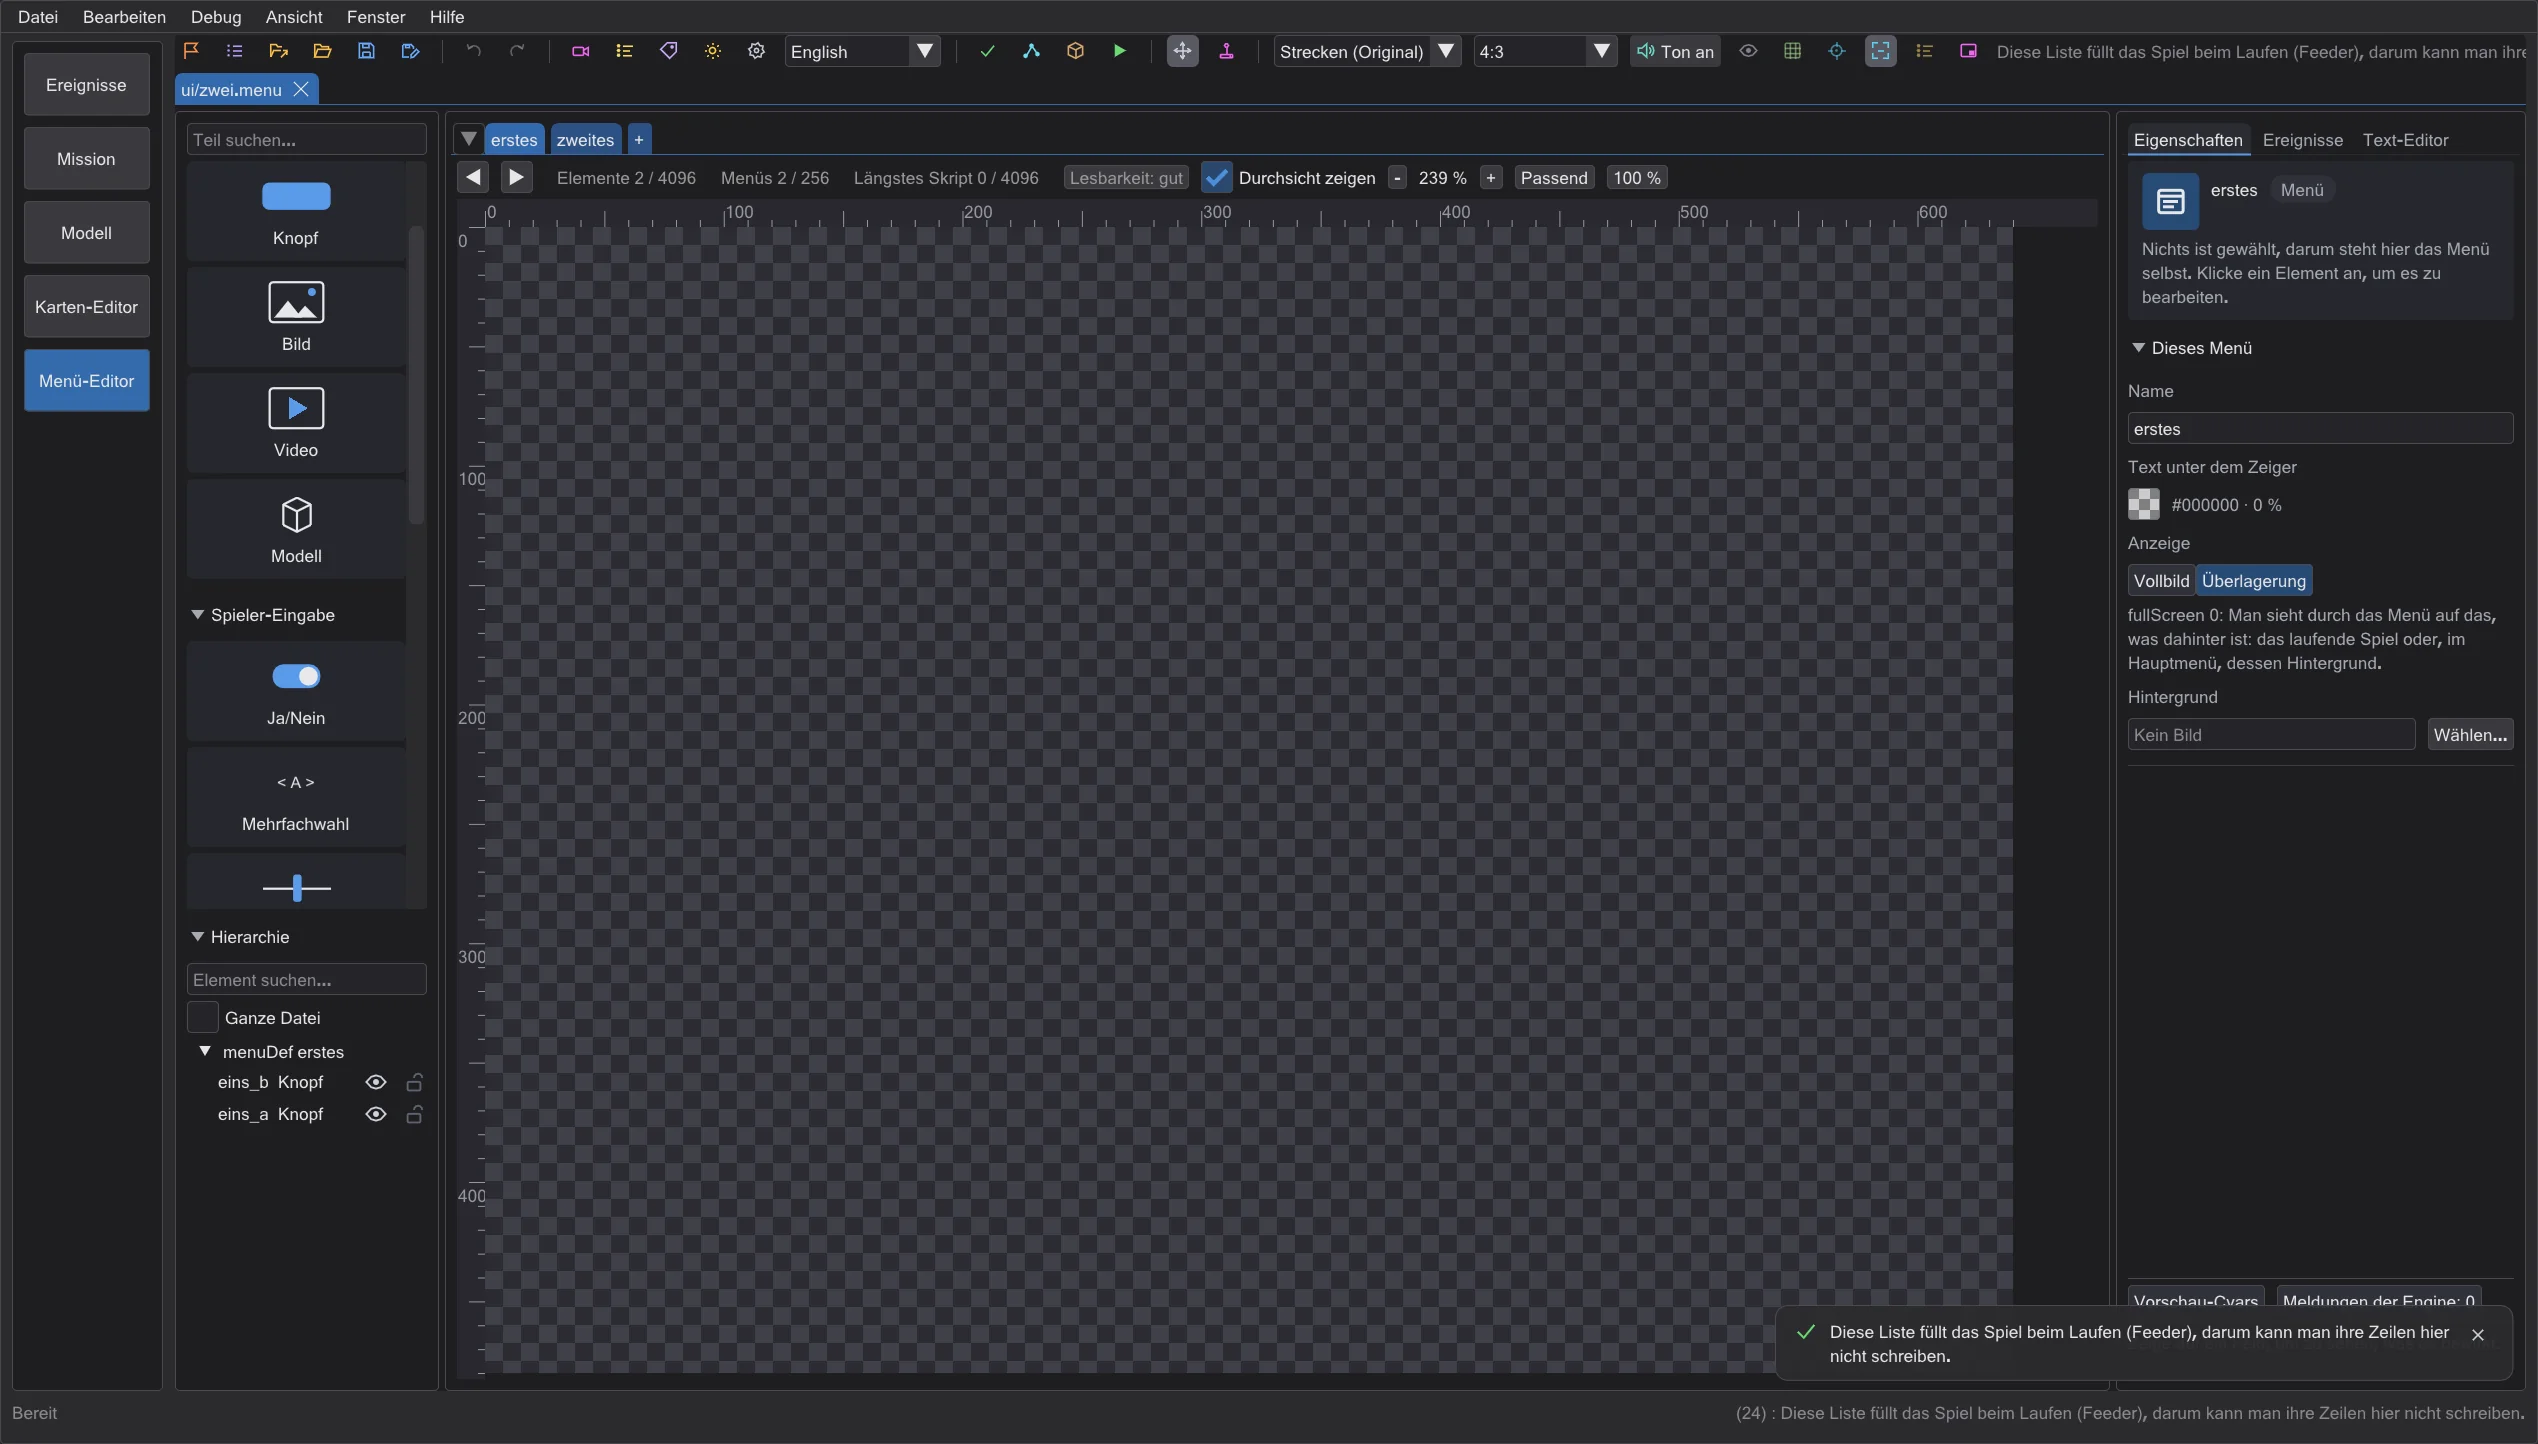 Datei Bearbeiten Debug Ansicht Fenster Hilfe
English Strecken (Original) 4:3 Ton an Diese Liste füllt das Spiel beim Laufen (Feeder), darum kann man ihre
ui/zwei.menu
Ereignisse
Mission
Modell
Karten-Editor
Menü-Editor
Teil suchen...
Knopf
Bild
Video
Modell
Spieler-Eingabe
Ja/Nein
< A >
Mehrfachwahl
Hierarchie
Element suchen...
Ganze Datei
menuDef erstes
eins_b Knopf
eins_a Knopf
erstes zweites +
Elemente 2 / 4096 Menüs 2 / 256 Längstes Skript 0 / 4096 Lesbarkeit: gut Durchsicht zeigen - 239 % + Passend 100 %
0 100 200 300 400 500 600
0
100
200
300
400
Eigenschaften Ereignisse Text-Editor
erstes Menü
Nichts ist gewählt, darum steht hier das Menü
selbst. Klicke ein Element an, um es zu
bearbeiten.
Dieses Menü
Name
erstes
Text unter dem Zeiger
#000000 · 0 %
Anzeige
Vollbild Überlagerung
fullScreen 0: Man sieht durch das Menü auf das,
was dahinter ist: das laufende Spiel oder, im
Hauptmenü, dessen Hintergrund.
Hintergrund
Kein Bild Wählen...
Vorschau-Cvars Meldungen der Engine: 0
Diese Liste füllt das Spiel beim Laufen (Feeder), darum kann man ihre Zeilen hier
nicht schreiben.
Bereit (24) : Diese Liste füllt das Spiel beim Laufen (Feeder), darum kann man ihre Zeilen hier nicht schreiben.